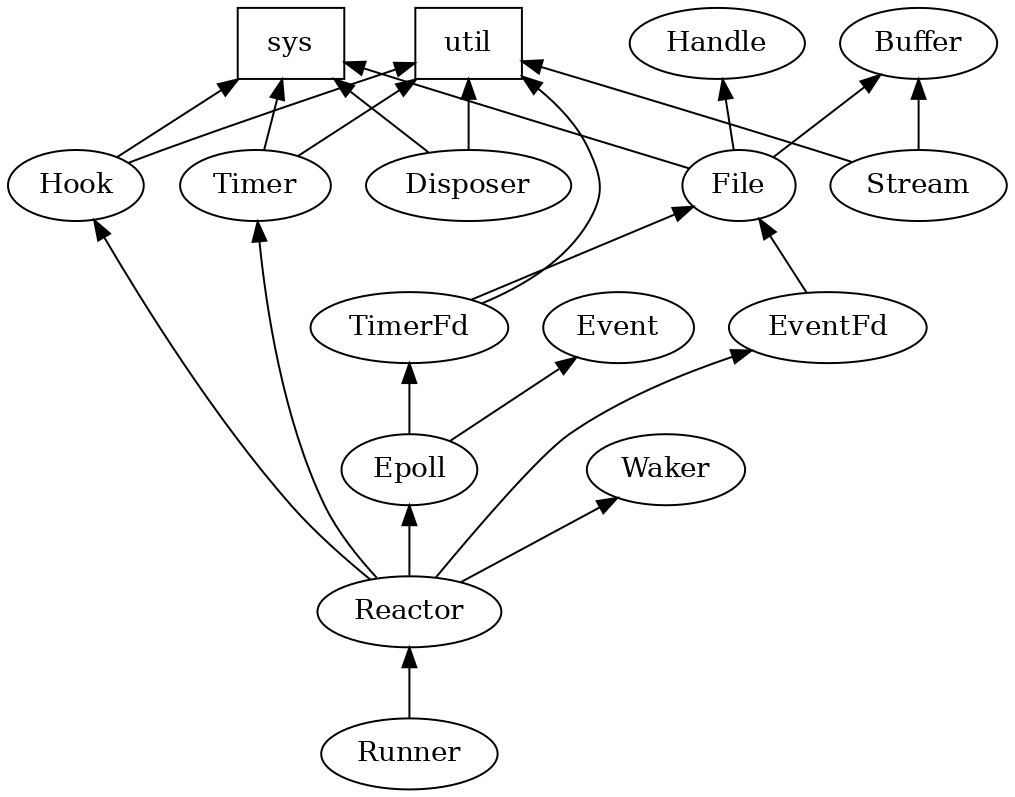 sys
util
Handle
Buffer
Hook
Timer
Disposer
File
Stream
TimerFd
Event
EventFd
Epoll
Waker
Reactor
Runner